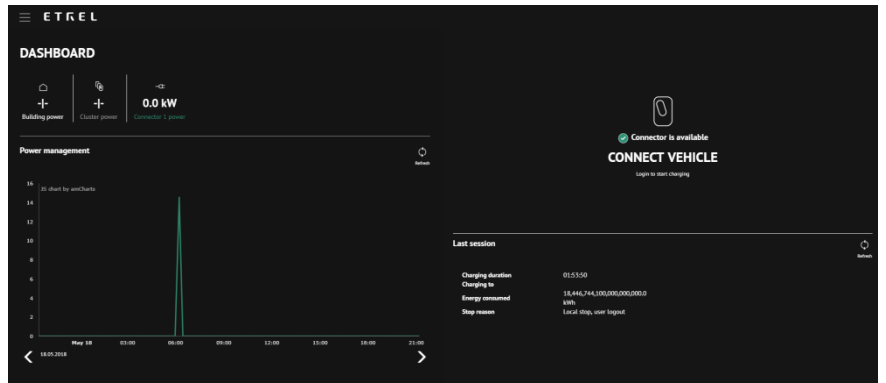 ETREL
DASHBOARD
-|-
Building power
-|-
Cluster power
0.0 kW
Connector 1 power
Power management
Refresh
16
JS chart by amCharts
14
12
10
8
6
4
2
0
May 18 03:00 06:00 09:00 12:00 15:00 18:00 21:00
18.05.2018
Connector is available
CONNECT VEHICLE
Login to start charging
Last session
Refresh
Charging duration 01:53:50
Charging to
Energy consumed 18,446,744,100,000,000,000.0
kWh
Stop reason Local stop, user logout